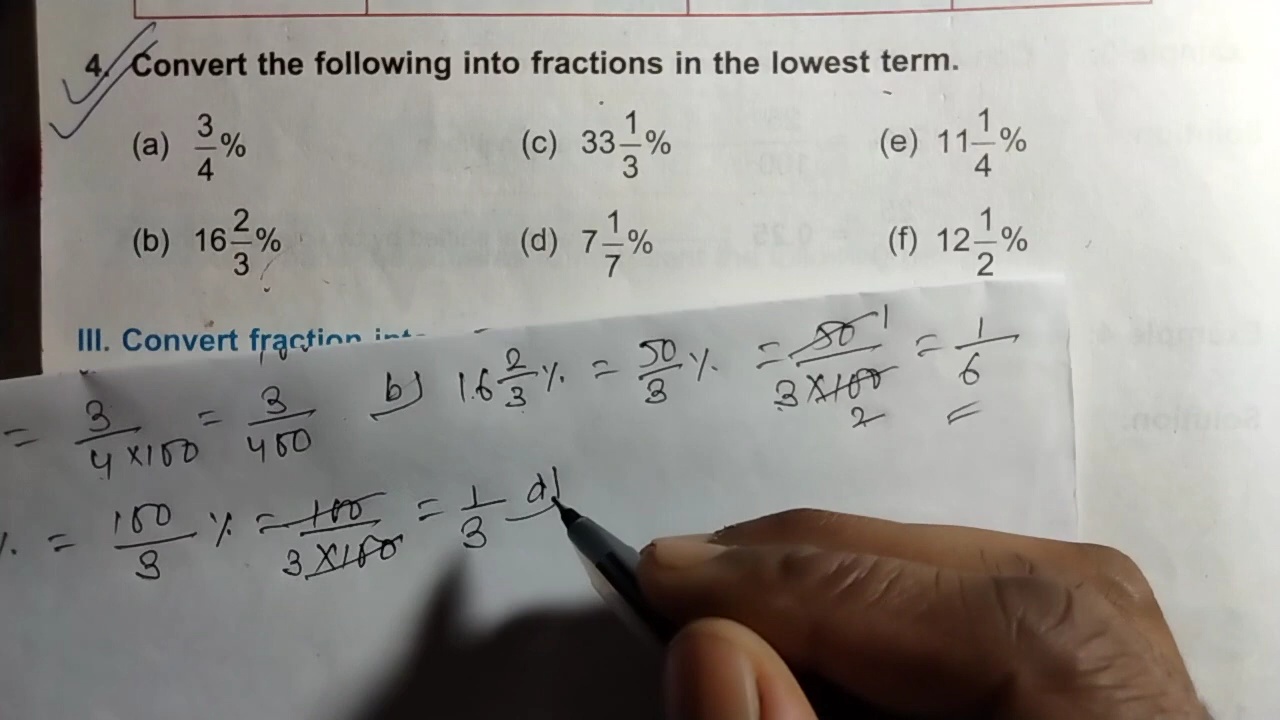 4. Convert the following into fractions in the lowest term.
(a) 3/4% (c) 33 1/3% (e) 11 1/4%
(b) 16 2/3% (d) 7 1/7% (f) 12 1/2%
III. Convert fraction
= 3/4×100 = 3/400 b) 16 2/3% = 50/3% = 50 1/3×100 2 = 1/6
% = 100/3% = 100/3×100 = 1/3 d)